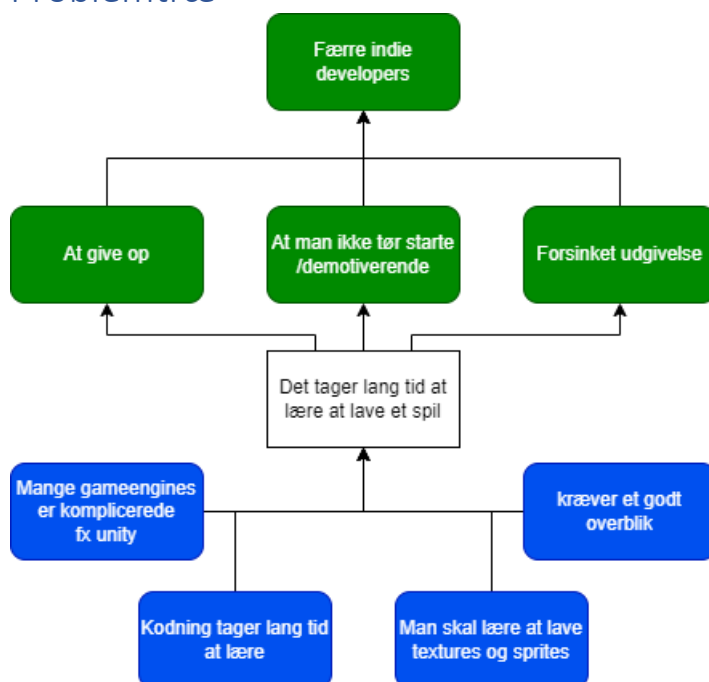 Problemtræ
Færre indie
developers
At give op
At man ikke tør starte
/demotiverende
Forsinket udgivelse
Det tager lang tid at
lære at lave et spil
Mange gameengines
er komplicerede
fx unity
kræver et godt
overblik
Kodning tager lang tid
at lære
Man skal lære at lave
textures og sprites